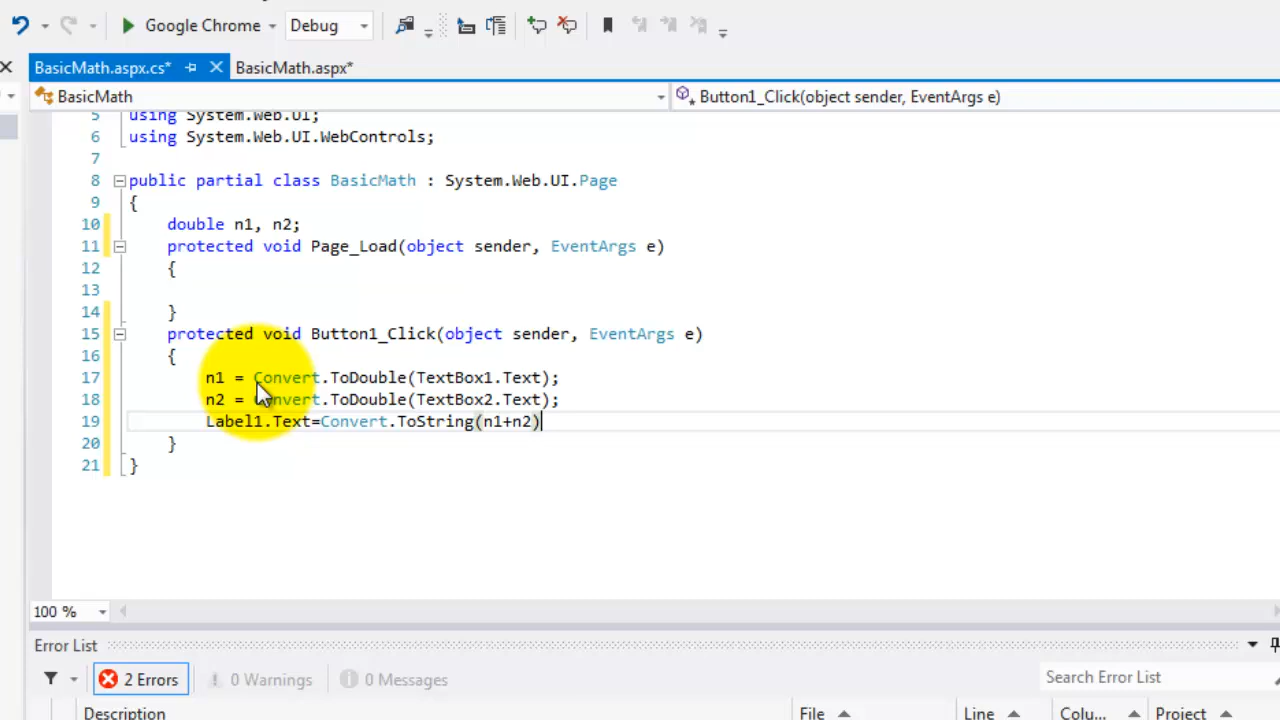 Google Chrome Debug
BasicMath.aspx.cs* BasicMath.aspx*
BasicMath Button1_Click(object sender, EventArgs e)
5 using System.Web.UI;
6 using System.Web.UI.WebControls;
7
8 public partial class BasicMath : System.Web.UI.Page
9 {
10 double n1, n2;
11 protected void Page_Load(object sender, EventArgs e)
12 {
13
14 }
15 protected void Button1_Click(object sender, EventArgs e)
16 {
17 n1 = Convert.ToDouble(TextBox1.Text);
18 n2 = Convert.ToDouble(TextBox2.Text);
19 Label1.Text=Convert.ToString(n1+n2)
20 }
21 }
100 %
Error List
2 Errors 0 Warnings 0 Messages Search Error List
Description File Line Colu... Project